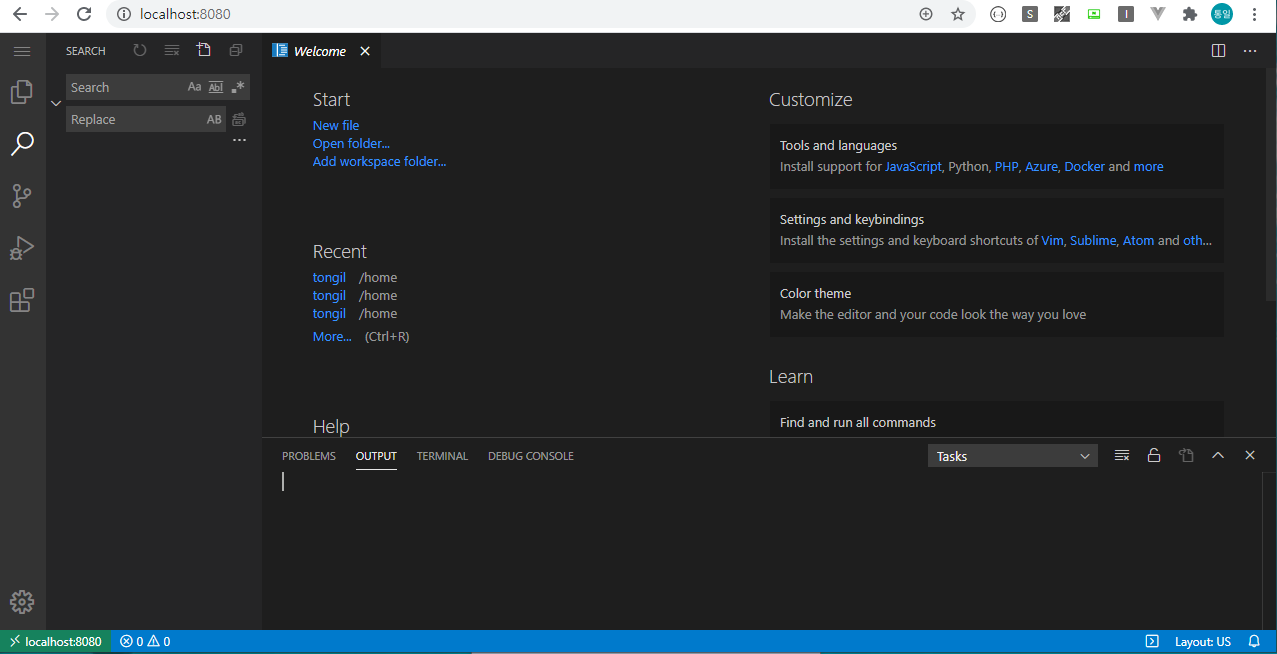 localhost:8080
S
I
통일
SEARCH
Search
Aa
Abl
.*
Replace
AB
...
Welcome
Start
New file
Open folder...
Add workspace folder...
Recent
tongil /home
tongil /home
tongil /home
More... (Ctrl+R)
Help
Customize
Tools and languages
Install support for JavaScript, Python, PHP, Azure, Docker and more
Settings and keybindings
Install the settings and keyboard shortcuts of Vim, Sublime, Atom and oth...
Color theme
Make the editor and your code look the way you love
Learn
Find and run all commands
PROBLEMS OUTPUT TERMINAL DEBUG CONSOLE Tasks
localhost:8080 0 0 Layout: US